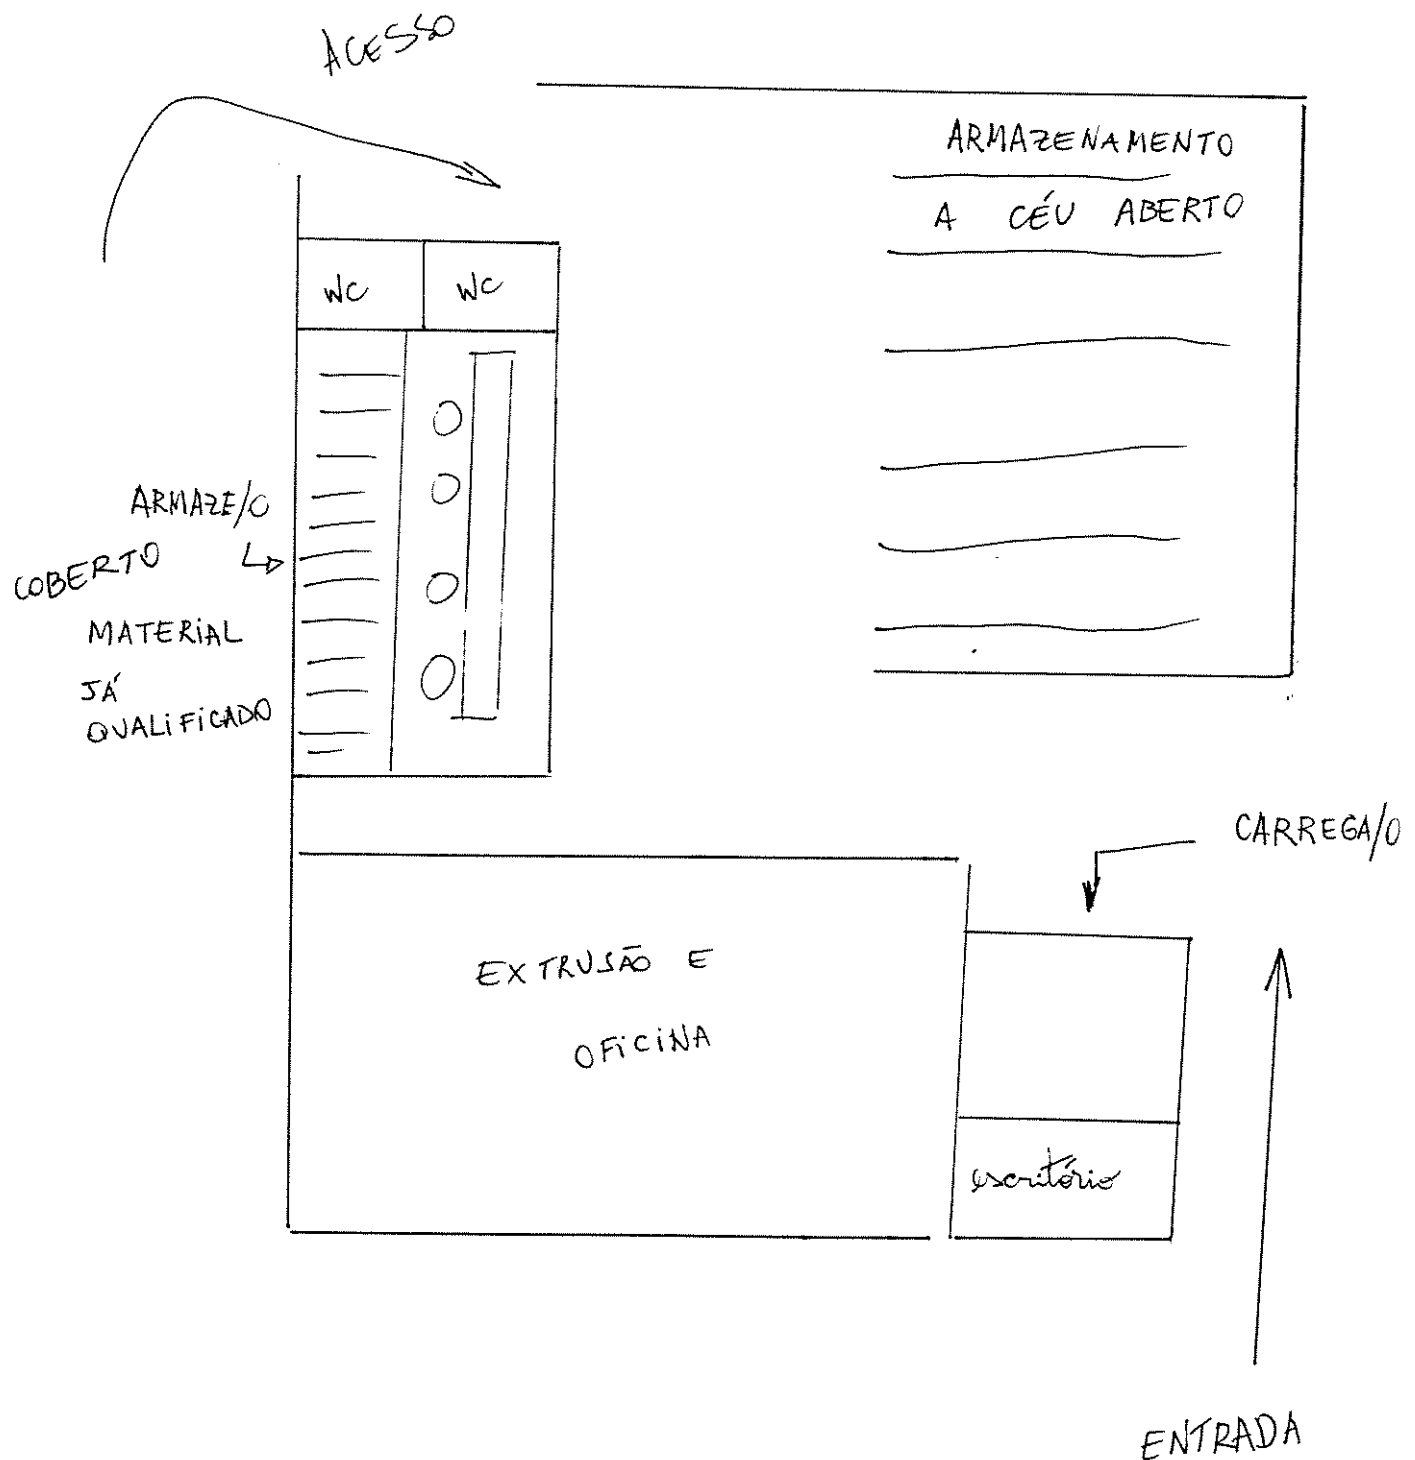 ACESSO
ARMAZENAMENTO
A CÉU ABERTO
WC WC
ARMAZE/O
COBERTO
MATERIAL
JÁ
QUALIFICADO
CARREGA/O
EXTRUSÃO E
OFICINA
escritório
ENTRADA